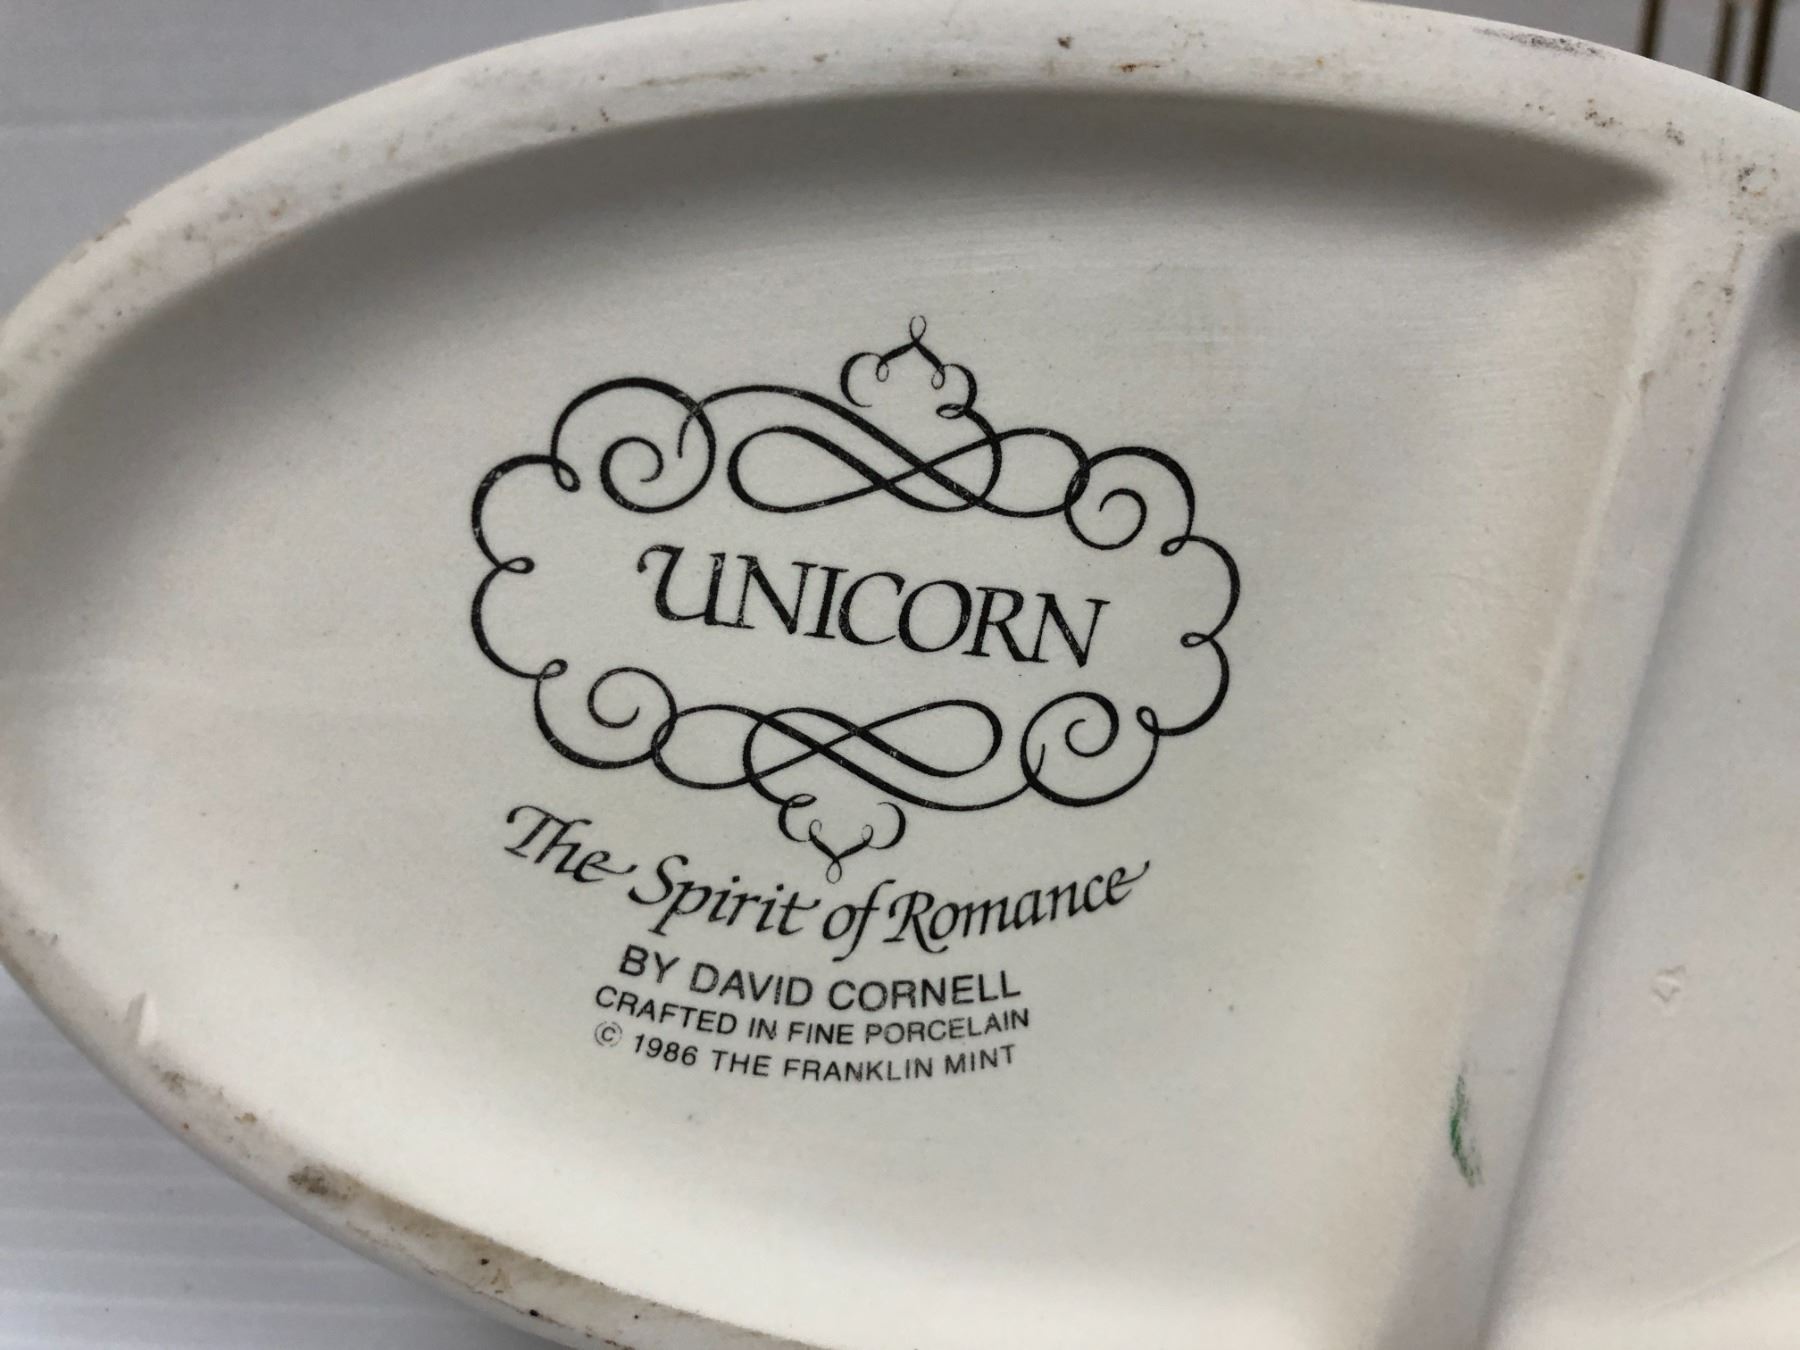 UNICORN
The Spirit of Romance
BY DAVID CORNELL
CRAFTED IN FINE PORCELAIN
© 1986 THE FRANKLIN MINT